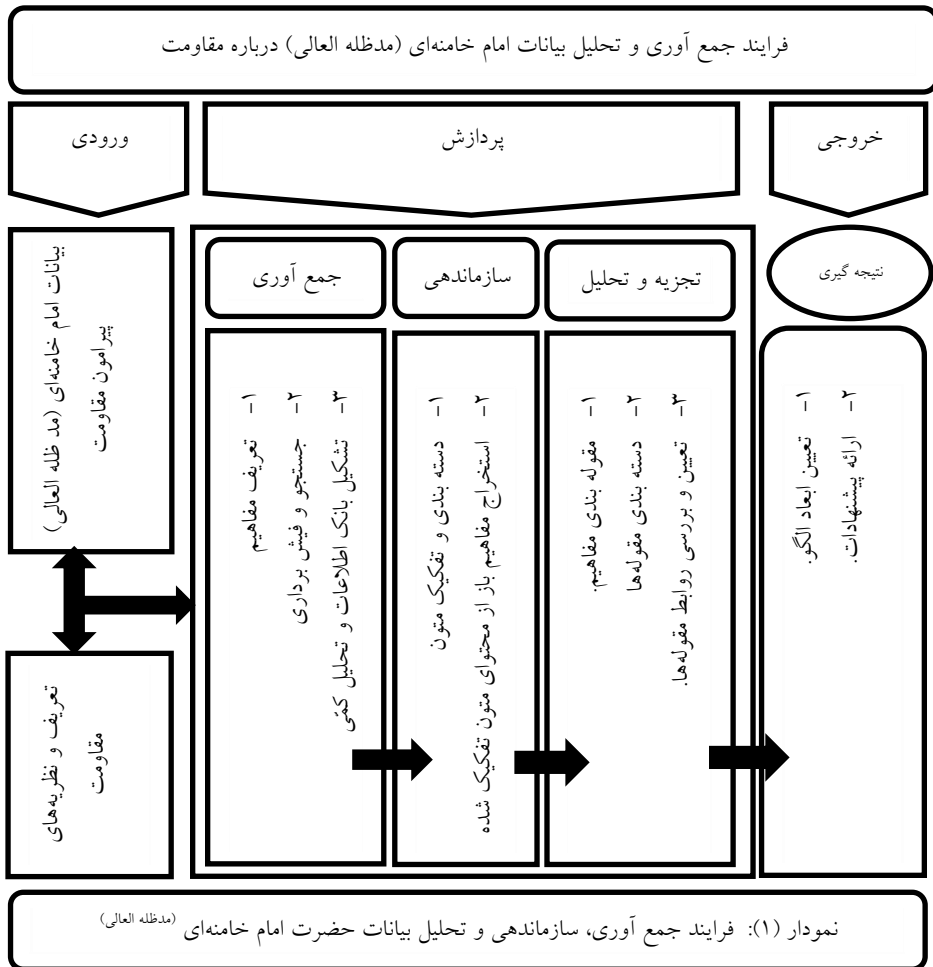 فرایند جمع آوری و تحلیل بیانات امام خامنه‌ای (مدظله العالی) درباره مقاومت
ورودی
پردازش
خروجی
بیانات امام خامنه‌ای (مد ظله العالی)
پیرامون مقاومت
تعریف و نظریه‌های
مقاومت
جمع آوری
۱- تعریف مفاهیم
۲- جستجو و فیش برداری
۳- تشکیل بانک اطلاعات و تحلیل کمّی
سازماندهی
۱- دسته بندی و تفکیک متون
۲- استخراج مفاهیم باز از محتوای متون تفکیک شده
تجزیه و تحلیل
۱- مقوله بندی مفاهیم.
۲- دسته بندی مقوله‌ها
۳- تعیین و بررسی روابط مقوله‌ها.
نتیجه گیری
۱- تعیین ابعاد الگو.
۲- ارائه پیشنهادات.
نمودار (۱): فرایند جمع آوری، سازماندهی و تحلیل بیانات حضرت امام خامنه‌ای (مدظله العالی)